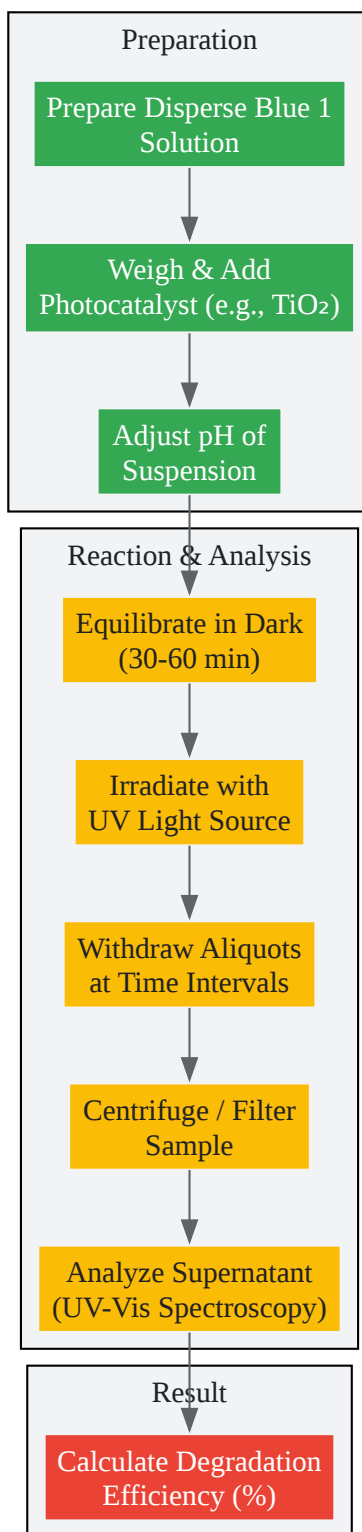 Preparation
Prepare Disperse Blue 1
Solution
Weigh & Add
Photocatalyst (e.g., TiO₂)
Adjust pH of
Suspension
Reaction & Analysis
Equilibrate in Dark
(30-60 min)
Irradiate with
UV Light Source
Withdraw Aliquots
at Time Intervals
Centrifuge / Filter
Sample
Analyze Supernatant
(UV-Vis Spectroscopy)
Result
Calculate Degradation
Efficiency (%)